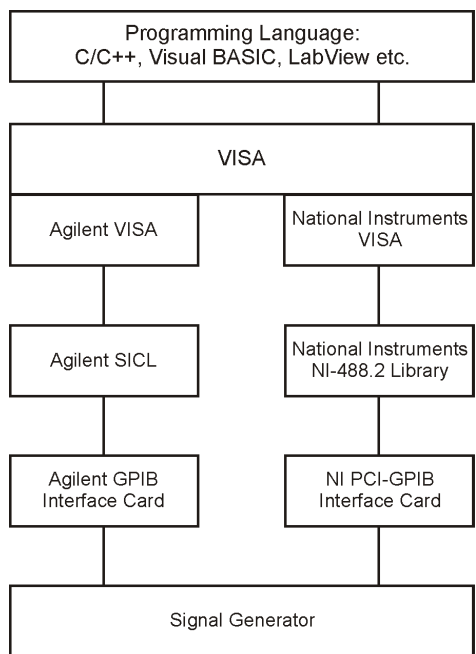 Programming Language:
C/C++, Visual BASIC, LabView etc.
VISA
Agilent VISA
National Instruments
VISA
Agilent SICL
National Instruments
NI-488.2 Library
Agilent GPIB
Interface Card
NI PCI-GPIB
Interface Card
Signal Generator